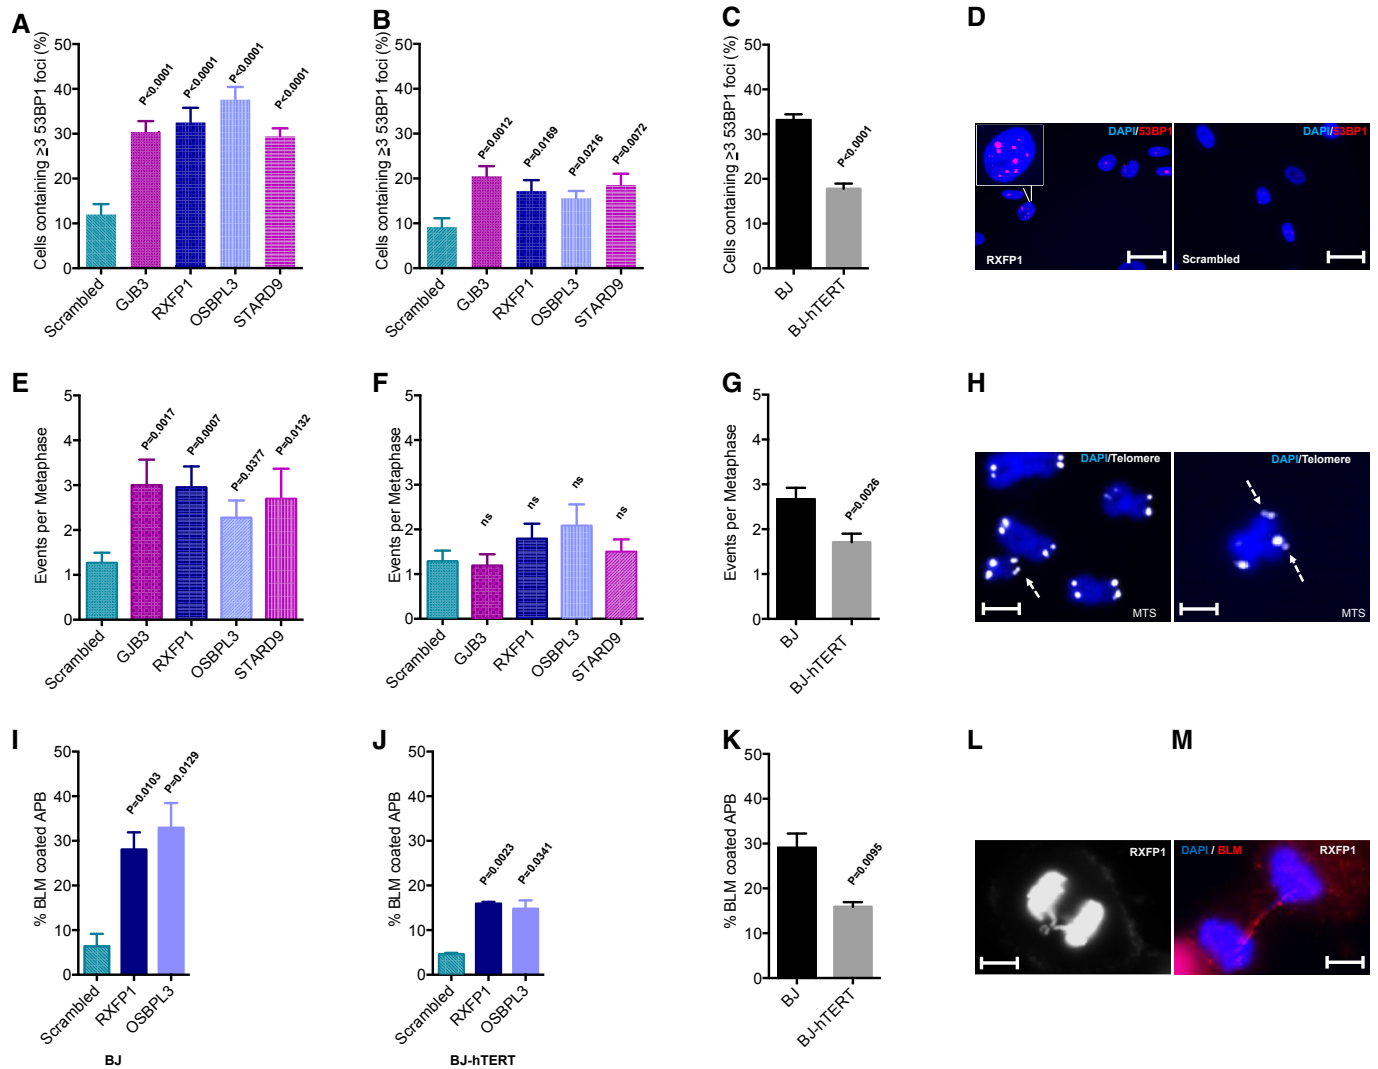 A
Cells containing ≥3 53BP1 foci (%)
50
40
30
20
10
0
P<0.0001
P<0.0001
P<0.0001
P<0.0001
Scrambled
GJB3
RXFP1
OSBPL3
STARD9
B
Cells containing ≥3 53BP1 foci (%)
50
40
30
20
10
0
P=0.0012
P=0.0169
P=0.0216
P=0.0072
Scrambled
GJB3
RXFP1
OSBPL3
STARD9
C
Cells containing ≥3 53BP1 foci (%)
50
40
30
20
10
0
P<0.0001
BJ
BJ-hTERT
D
DAPI/53BP1
RXFP1
DAPI/53BP1
Scrambled
E
Events per Metaphase
5
4
3
2
1
0
P=0.0017
P=0.0007
P=0.0377
P=0.0132
Scrambled
GJB3
RXFP1
OSBPL3
STARD9
F
Events per Metaphase
5
4
3
2
1
0
ns
ns
ns
ns
Scrambled
GJB3
RXFP1
OSBPL3
STARD9
G
Events per Metaphase
5
4
3
2
1
0
P=0.0026
BJ
BJ-hTERT
H
DAPI/Telomere
MTS
DAPI/Telomere
MTS
I
% BLM coated APB
50
40
30
20
10
0
P=0.0103
P=0.0129
Scrambled
RXFP1
OSBPL3
BJ
J
% BLM coated APB
50
40
30
20
10
0
P=0.0023
P=0.0341
Scrambled
RXFP1
OSBPL3
BJ-hTERT
K
% BLM coated APB
50
40
30
20
10
0
P=0.0095
BJ
BJ-hTERT
L
RXFP1
M
DAPI / BLM
RXFP1